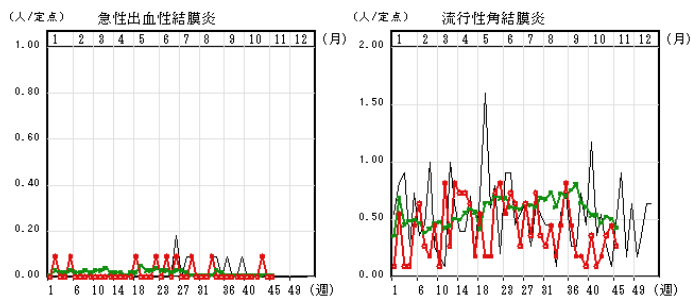 (人/定点) 急性出血性結膜炎
1.00 1 2 3 4 5 6 7 8 9 10 11 12 (月)
0.80
0.60
0.40
0.20
0.00
1 6 10 14 18 23 27 31 36 40 45 49 (週)
(人/定点) 流行性角結膜炎
2.00 1 2 3 4 5 6 7 8 9 10 11 12 (月)
1.50
1.00
0.50
0.00
1 6 10 14 18 23 28 31 36 40 45 49 (週)